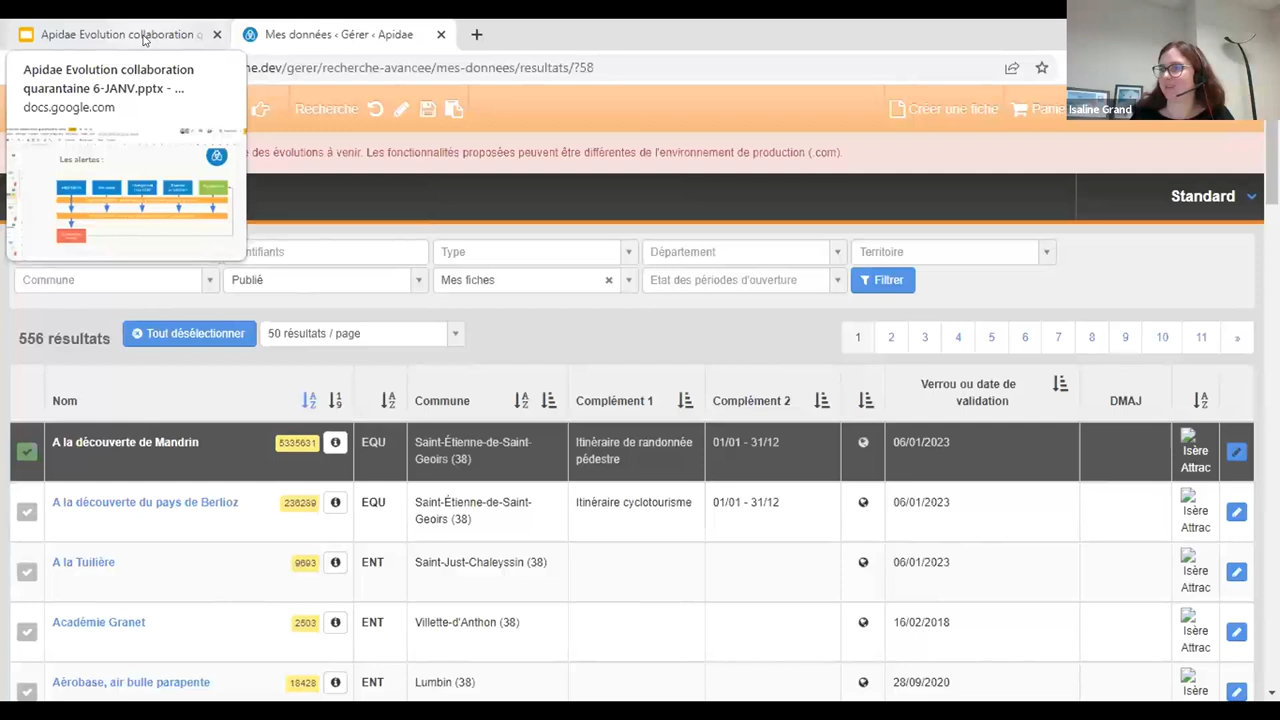 Apidae Evolution collaboration q
Mes données ‹ Gérer ‹ Apidae
Apidae Evolution collaboration
quarantaine 6-JANV.pptx - ...
docs.google.com
ne.dev/gerer/recherche-avancee/mes-donnees/resultats/?58
Isaline Grand
Recherche
Créer une fiche
Panie
Les alertes :
des évolutions à venir. Les fonctionnalités proposées peuvent être différentes de l'environnement de production (.com).
Standard
ntifiants
Type
Département
Territoire
Commune
Publié
Mes fiches
Etat des périodes d'ouverture
Filtrer
556 résultats
Tout désélectionner
50 résultats / page
1 2 3 4 5 6 7 8 9 10 11 »
Nom
Commune
Complément 1
Complément 2
Verrou ou date de
validation
DMAJ
A la découverte de Mandrin 5335631 EQU Saint-Étienne-de-Saint- Itinéraire de randonnée 01/01 - 31/12 06/01/2023 Isère
Geoirs (38) pédestre Attrac
A la découverte du pays de Berlioz 236289 EQU Saint-Étienne-de-Saint- Itinéraire cyclotourisme 01/01 - 31/12 06/01/2023 Isère
Geoirs (38) Attrac
A la Tuilière 9693 ENT Saint-Just-Chaleyssin (38) 06/01/2023 Isère
Attrac
Académie Granet 2503 ENT Villette-d'Anthon (38) 16/02/2018 Isère
Attrac
Aérobase, air bulle parapente 18428 ENT Lumbin (38) 28/09/2020 Isère